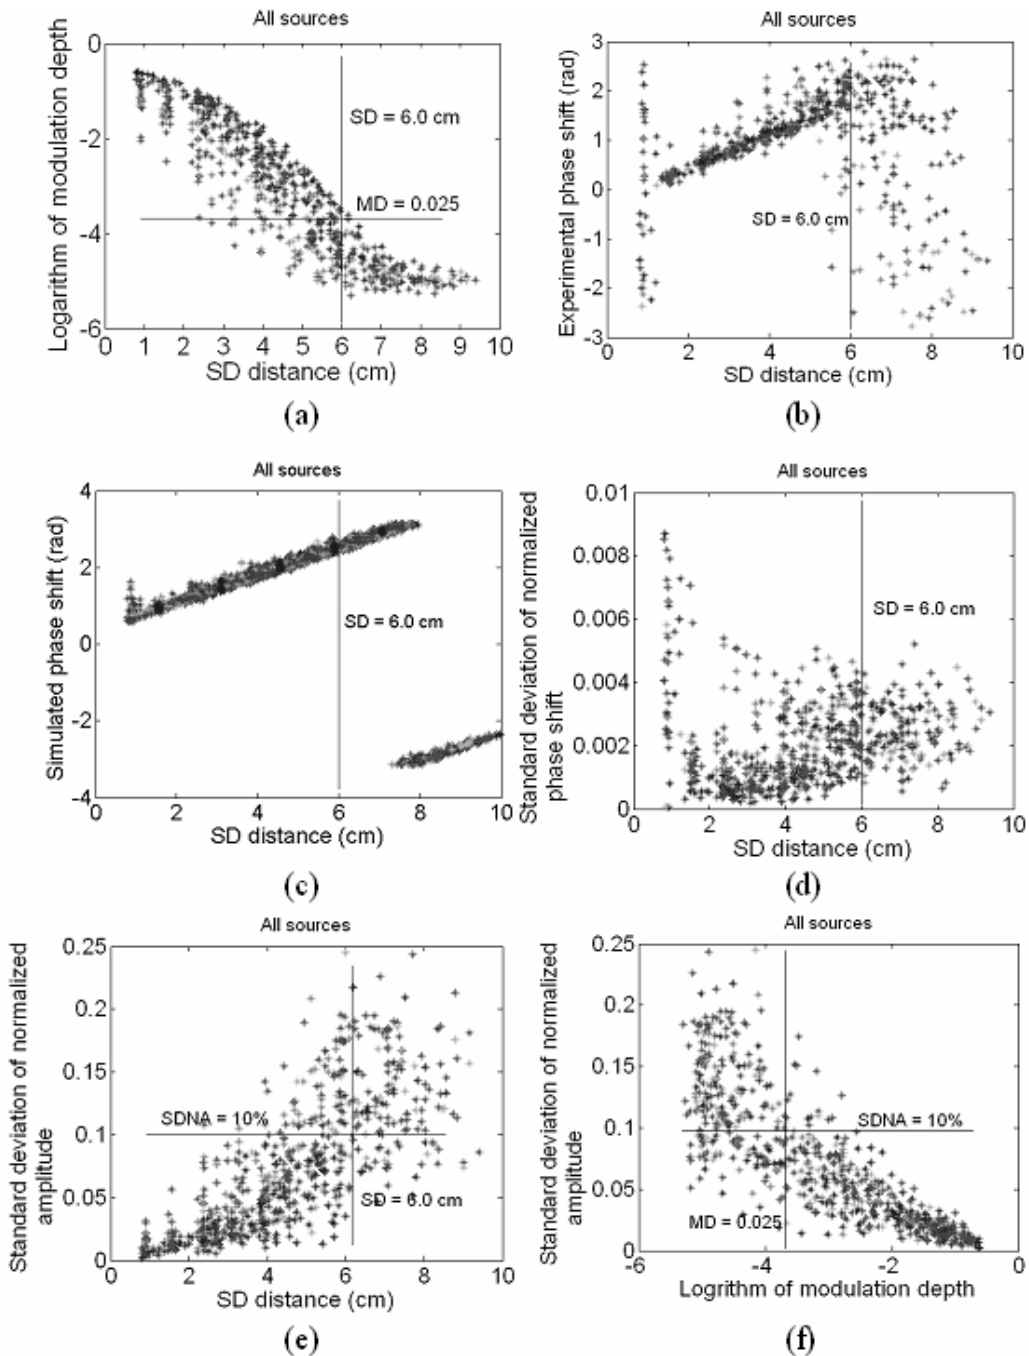 All sources
Logarithm of modulation depth
0
-2
-4
-6
SD = 6.0 cm
MD = 0.025
1 2 3 4 5 6 7 8 9 10
SD distance (cm)
(a)
All sources
Experimental phase shift (rad)
3
2
1
0
-1
-2
-3
SD = 6.0 cm
0 2 4 6 8 10
SD distance (cm)
(b)
All sources
Simulated phase shift (rad)
4
2
0
-2
-4
SD = 6.0 cm
0 2 4 6 8 10
SD distance (cm)
(c)
All sources
Standard deviation of normalized
phase shift
0.01
0.008
0.006
0.004
0.002
0
SD = 6.0 cm
0 2 4 6 8 10
SD distance (cm)
(d)
All sources
Standard deviation of normalized
amplitude
0.25
0.2
0.15
0.1
0.05
0
SDNA = 10%
SD = 6.0 cm
0 2 4 6 8 10
SD distance (cm)
(e)
All sources
Standard deviation of normalized
amplitude
0.25
0.2
0.15
0.1
0.05
0
SDNA = 10%
MD = 0.025
-6 -4 -2 0
Logrithm of modulation depth
(f)